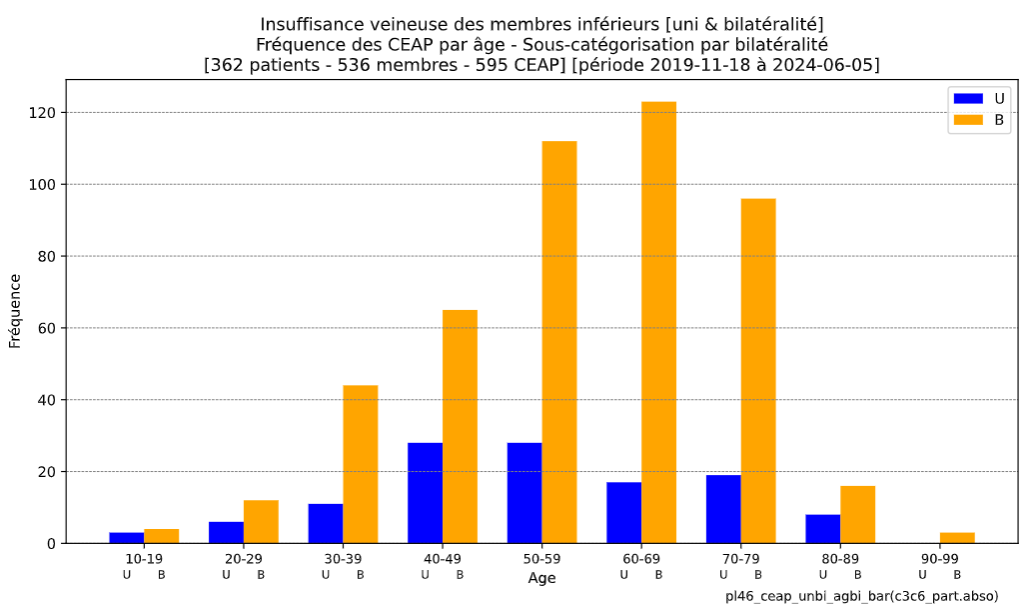 Insuffisance veineuse des membres inférieurs [uni & bilatéralité]
Fréquence des CEAP par âge - Sous-catégorisation par bilatéralité
[362 patients - 536 membres - 595 CEAP] [période 2019-11-18 à 2024-06-05]
U
B
120
100
80
60
40
20
0
Fréquence
10-19 20-29 30-39 40-49 50-59 60-69 70-79 80-89 90-99
U B U B U B U B U B U B U B U B U B
Age
pl46_ceap_unbi_agbi_bar(c3c6_part.abso)